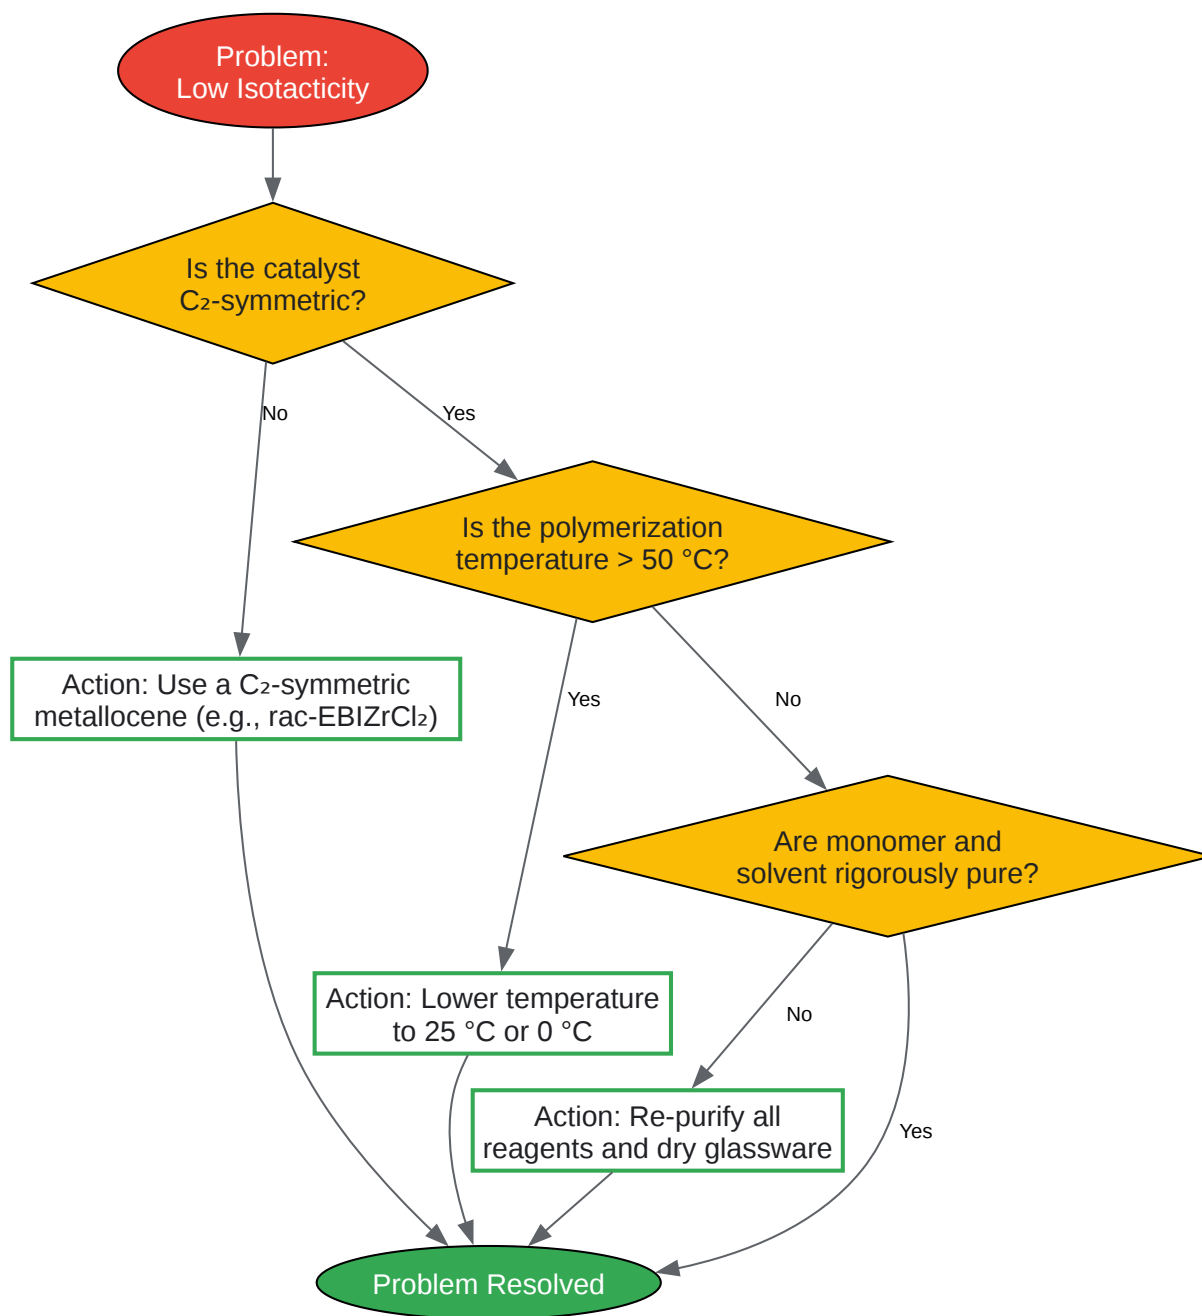 Problem:
Low Isotacticity
Is the catalyst
C₂-symmetric?
No
Yes
Is the polymerization
temperature > 50 °C?
Action: Use a C₂-symmetric
metallocene (e.g., rac-EBIZrCl₂)
Yes
No
Are monomer and
solvent rigorously pure?
Action: Lower temperature
to 25 °C or 0 °C
No
Action: Re-purify all
reagents and dry glassware
Yes
Problem Resolved